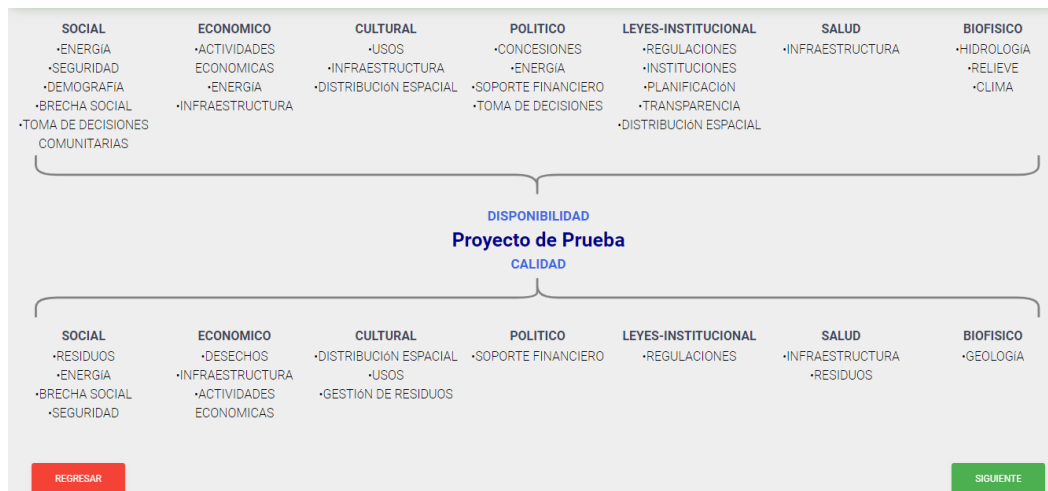 SOCIAL
•ENERGíA
•SEGURIDAD
•DEMOGRAFíA
•BRECHA SOCIAL
•TOMA DE DECISIONES
COMUNITARIAS
ECONOMICO
•ACTIVIDADES
ECONOMICAS
•ENERGíA
•INFRAESTRUCTURA
CULTURAL
•USOS
•INFRAESTRUCTURA
•DISTRIBUCIóN ESPACIAL
POLITICO
•CONCESIONES
•ENERGíA
•SOPORTE FINANCIERO
•TOMA DE DECISIONES
LEYES-INSTITUCIONAL
•REGULACIONES
•INSTITUCIONES
•PLANIFICACIóN
•TRANSPARENCIA
•DISTRIBUCIóN ESPACIAL
SALUD
•INFRAESTRUCTURA
BIOFISICO
•HIDROLOGíA
•RELIEVE
•CLIMA
DISPONIBILIDAD
Proyecto de Prueba
CALIDAD
SOCIAL
•RESIDUOS
•ENERGíA
•BRECHA SOCIAL
•SEGURIDAD
ECONOMICO
•DESECHOS
•INFRAESTRUCTURA
•ACTIVIDADES
ECONOMICAS
CULTURAL
•DISTRIBUCIóN ESPACIAL
•USOS
•GESTIóN DE RESIDUOS
POLITICO
•SOPORTE FINANCIERO
LEYES-INSTITUCIONAL
•REGULACIONES
SALUD
•INFRAESTRUCTURA
•RESIDUOS
BIOFISICO
•GEOLOGíA
REGRESAR
SIGUIENTE